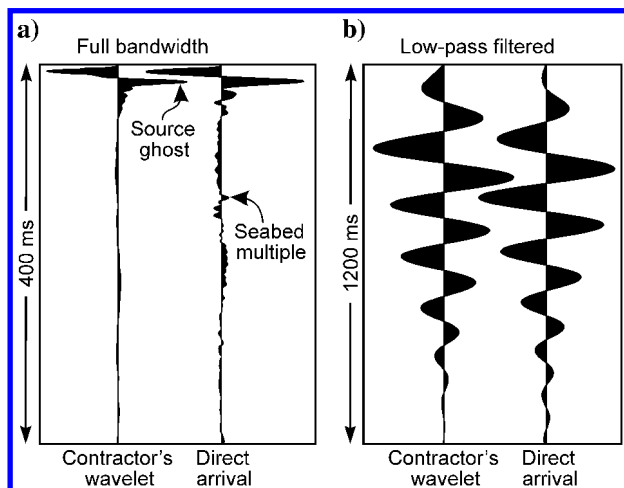 a)
Full bandwidth
400 ms
Source
ghost
Seabed
multiple
Contractor's
wavelet
Direct
arrival
b)
Low-pass filtered
1200 ms
Contractor's
wavelet
Direct
arrival